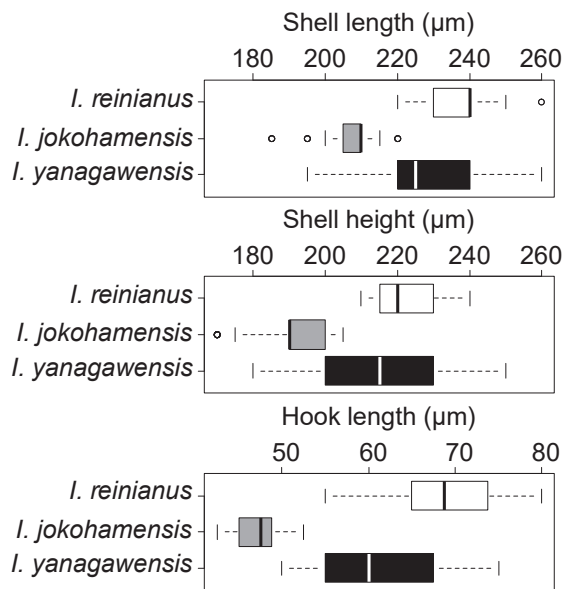 Shell length (µm)
180 200 220 240 260
I. reinianus
I. jokohamensis
I. yanagawensis
Shell height (µm)
180 200 220 240 260
I. reinianus
I. jokohamensis
I. yanagawensis
Hook length (µm)
50 60 70 80
I. reinianus
I. jokohamensis
I. yanagawensis